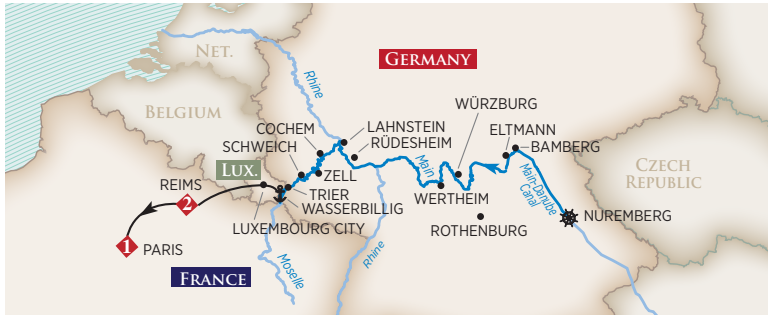 NET.
GERMANY
Rhine
BELGIUM
WÜRZBURG
COCHEM
LAHNSTEIN
ELTMANN
SCHWEICH
RÜDESHEIM
BAMBERG
LUX.
ZELL
Main
CZECH
REPUBLIC
REIMS
2
TRIER
WERTHEIM
Main-Danube
Canal
WASSERBILLIG
NUREMBERG
LUXEMBOURG CITY
ROTHENBURG
1
PARIS
Moselle
Rhine
FRANCE